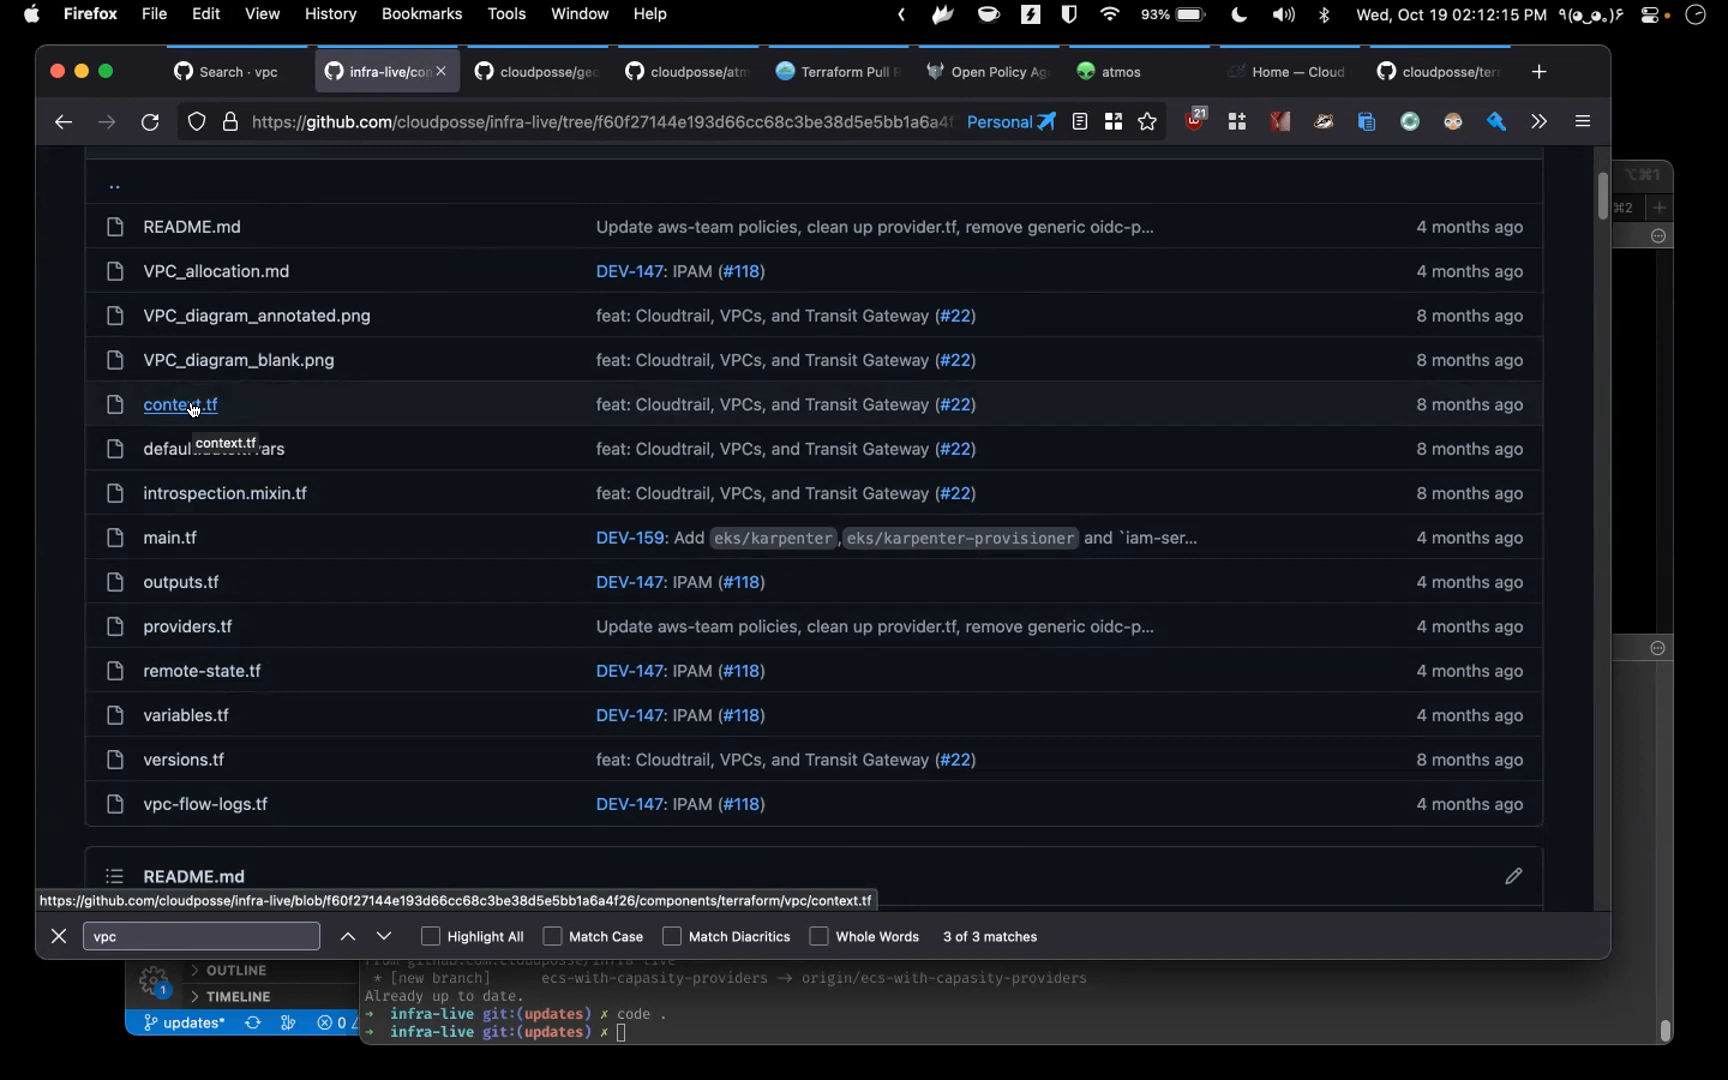 Firefox File Edit View History Bookmarks Tools Window Help 93% Wed, Oct 19 02:12:15 PM
Search · vpc infra-live/con cloudposse/geo cloudposse/atm Terraform Pull R Open Policy Ag atmos Home — Cloud cloudposse/terr
https://github.com/cloudposse/infra-live/tree/f60f27144e193d66cc68c3be38d5e5bb1a6a4f Personal 21
⌥⌘1
⌘2
..
README.md Update aws-team policies, clean up provider.tf, remove generic oidc-p... 4 months ago
VPC_allocation.md DEV-147: IPAM (#118) 4 months ago
VPC_diagram_annotated.png feat: Cloudtrail, VPCs, and Transit Gateway (#22) 8 months ago
VPC_diagram_blank.png feat: Cloudtrail, VPCs, and Transit Gateway (#22) 8 months ago
context.tf feat: Cloudtrail, VPCs, and Transit Gateway (#22) 8 months ago
context.tf
feat: Cloudtrail, VPCs, and Transit Gateway (#22) 8 months ago
introspection.mixin.tf feat: Cloudtrail, VPCs, and Transit Gateway (#22) 8 months ago
main.tf DEV-159: Add eks/karpenter, eks/karpenter-provisioner and `iam-ser... 4 months ago
outputs.tf DEV-147: IPAM (#118) 4 months ago
providers.tf Update aws-team policies, clean up provider.tf, remove generic oidc-p... 4 months ago
remote-state.tf DEV-147: IPAM (#118) 4 months ago
variables.tf DEV-147: IPAM (#118) 4 months ago
versions.tf feat: Cloudtrail, VPCs, and Transit Gateway (#22) 8 months ago
vpc-flow-logs.tf DEV-147: IPAM (#118) 4 months ago
README.md
https://github.com/cloudposse/infra-live/blob/f60f27144e193d66cc68c3be38d5e5bb1a6a4f26/components/terraform/vpc/context.tf
vpc Highlight All Match Case Match Diacritics Whole Words 3 of 3 matches
OUTLINE
TIMELINE
1
updates* 0
* [new branch] ecs-with-capasity-providers → origin/ecs-with-capasity-providers
Already up to date.
→ infra-live git:(updates) ✗ code .
→ infra-live git:(updates) ✗